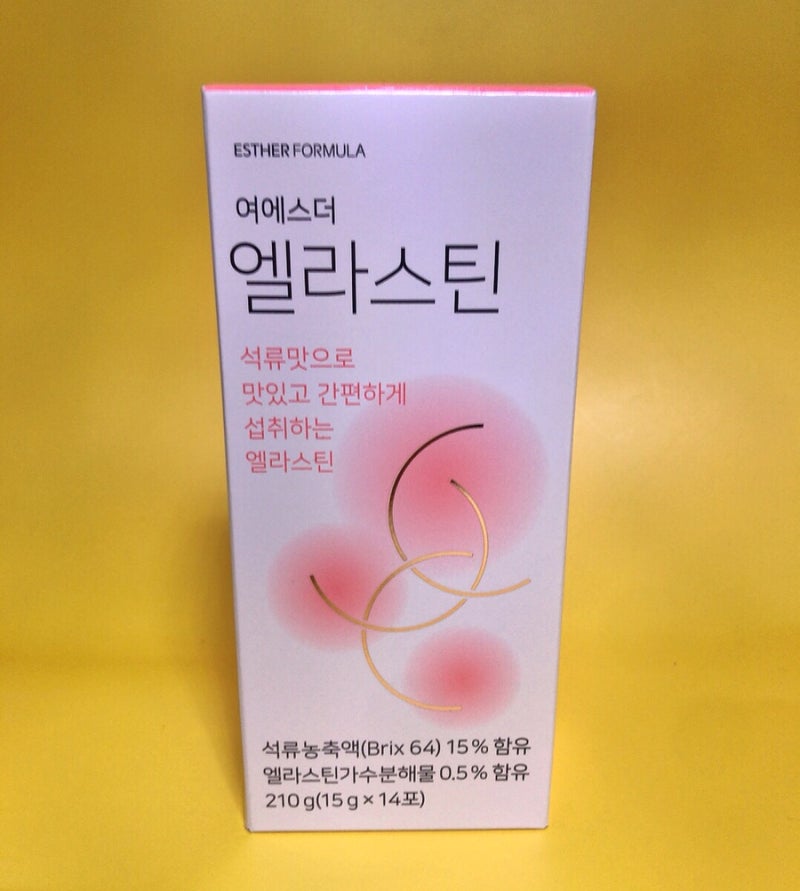 ESTHER FORMULA
여에스더
엘라스틴
석류맛으로
맛있고 간편하게
섭취하는
엘라스틴
석류농축액(Brix 64) 15% 함유
엘라스틴가수분해물 0.5% 함유
210 g(15 g × 14포)